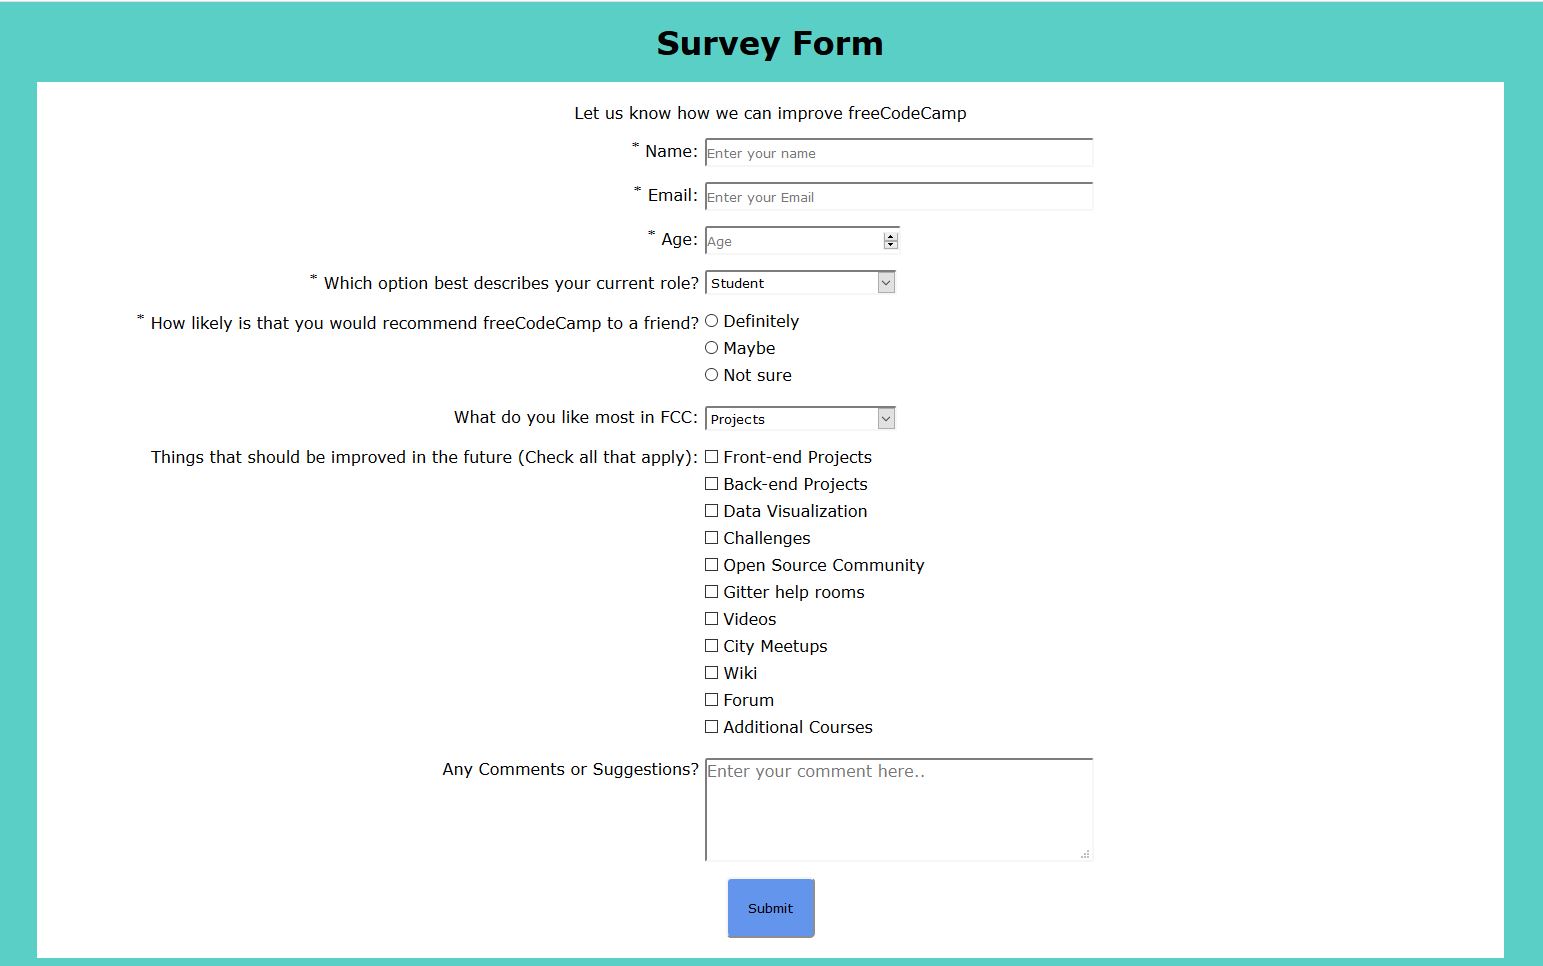 Survey Form
Let us know how we can improve freeCodeCamp
* Name: Enter your name
* Email: Enter your Email
* Age: Age
* Which option best describes your current role? Student
* How likely is that you would recommend freeCodeCamp to a friend? Definitely
Maybe
Not sure
What do you like most in FCC: Projects
Things that should be improved in the future (Check all that apply): Front-end Projects
Back-end Projects
Data Visualization
Challenges
Open Source Community
Gitter help rooms
Videos
City Meetups
Wiki
Forum
Additional Courses
Any Comments or Suggestions? Enter your comment here..
Submit